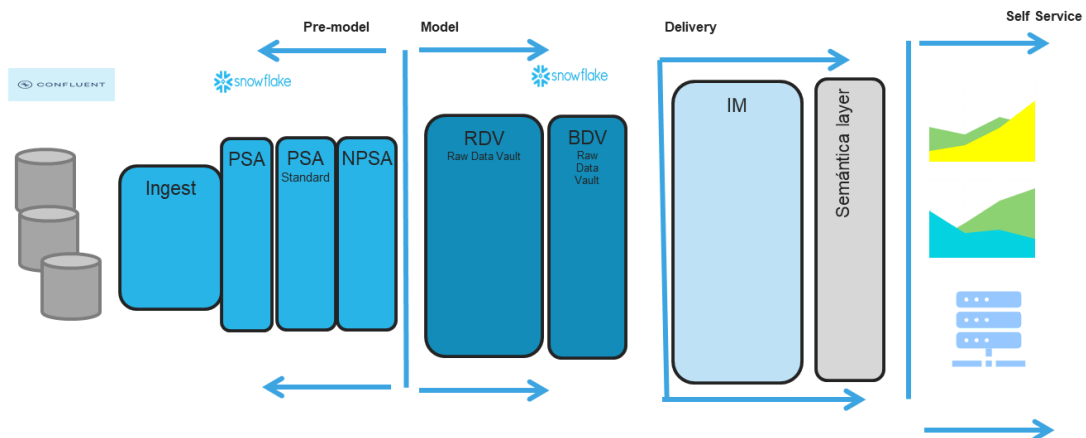 Self Service
Pre-model
Model
Delivery
CONFLUENT
snowflake
snowflake
Ingest
PSA
PSA
Standard
NPSA
RDV
Raw Data Vault
BDV
Raw
Data
Vault
IM
Semántica layer